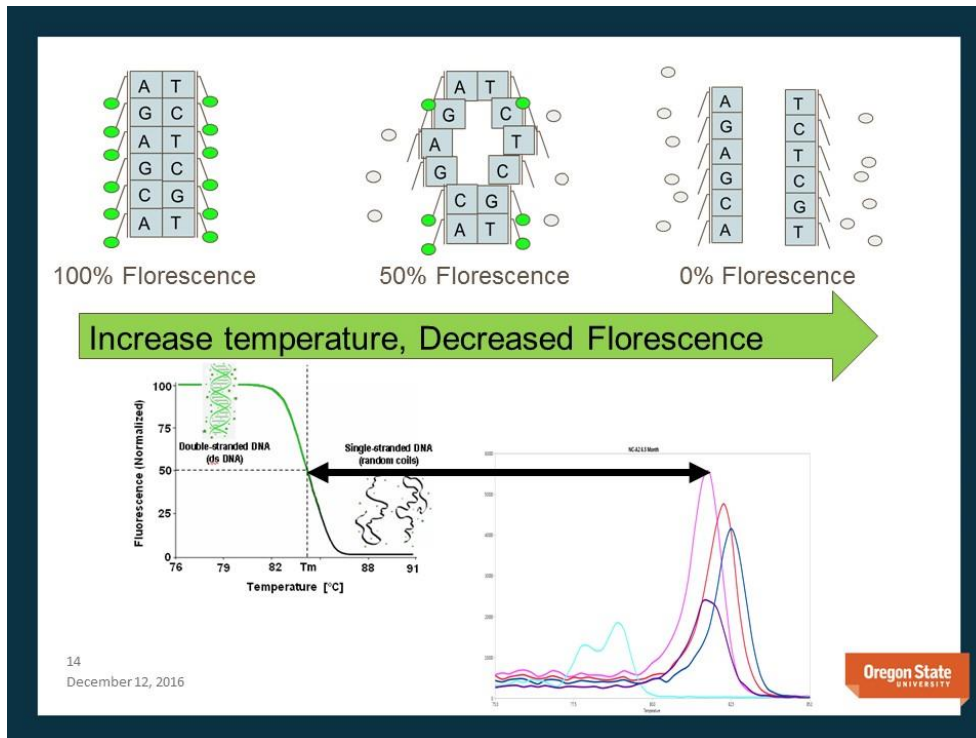 A T
G C
A T
G C
C G
A T
A T
G C
A T
G C
C G
A T
A T
G C
A T
G C
C G
A T
100% Florescence
50% Florescence
0% Florescence
Increase temperature, Decreased Florescence
Fluorescence (Normalized)
100
75
50
25
0
Double-stranded DNA
(ds DNA)
Single-stranded DNA
(random coils)
76 79 82 Tm 88 91
Temperature [°C]
14
December 12, 2016
Oregon State
UNIVERSITY